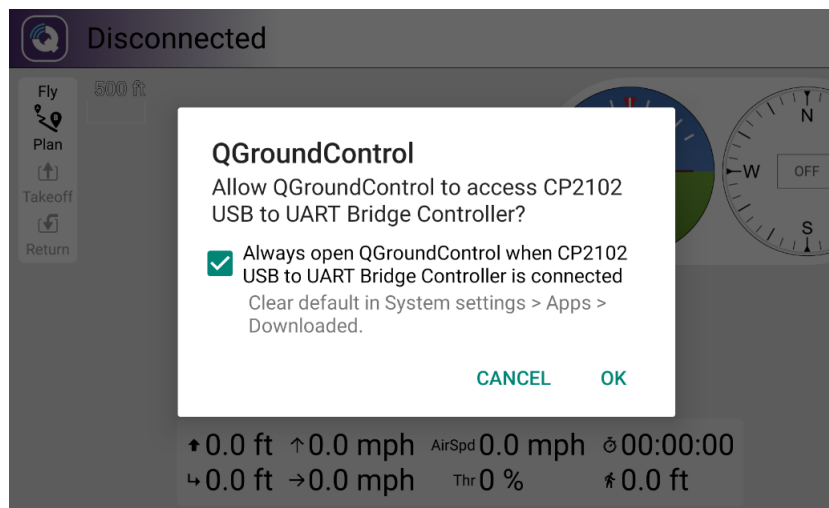 Disconnected
Fly
Plan
Takeoff
Return
500 ft
QGroundControl
Allow QGroundControl to access CP2102
USB to UART Bridge Controller?
Always open QGroundControl when CP2102
USB to UART Bridge Controller is connected
Clear default in System settings > Apps >
Downloaded.
CANCEL OK
N
W OFF
S
0.0 ft 0.0 mph AirSpd 0.0 mph 00:00:00
0.0 ft 0.0 mph Thr 0 % 0.0 ft